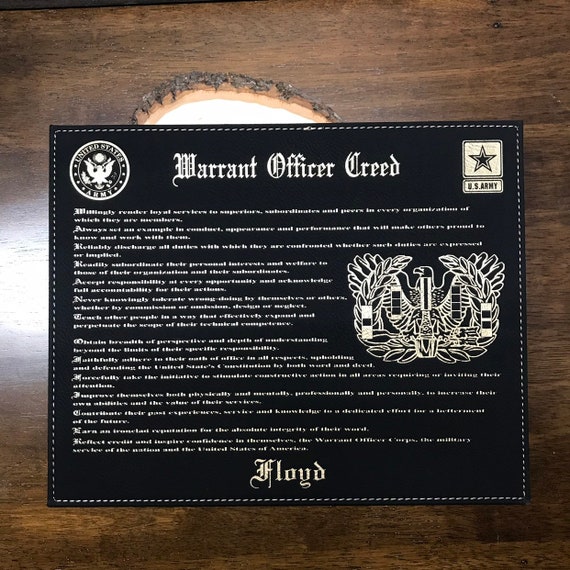 Warrant Officer Creed
UNITED STATES
ARMY
U.S.ARMY
Willingly render loyal services to superiors, subordinates and peers in every organization of
which they are members.
Always set an example in conduct, appearance and performance that will make others proud to
know and work with them.
Reliably discharge all duties with which they are confronted whether such duties are expressed
or implied.
Readily subordinate their personal interests and welfare to
those of their organization and their subordinates.
Accept responsibility at every opportunity and acknowledge
full accountability for their actions.
Never knowingly tolerate wrong-doing by themselves or others,
whether by commission or omission, design or neglect.
Teach other people in a way that effectively expand and
perpetuate the scope of their technical competence.
Obtain breadth of perspective and depth of understanding
beyond the limits of their specific responsibility.
Faithfully adhere to their oath of office in all respects, upholding
and defending the United State's Constitution by both word and deed.
Forcefully take the initiative to stimulate constructive action in all areas requiring or inviting their
attention.
Improve themselves both physically and mentally, professionally and personally, to increase their
own abilities and the value of their services.
Contribute their past experiences, service and knowledge to a dedicated effort for a betterment
of the future.
Earn an ironclad reputation for the absolute integrity of their word.
Reflect credit and inspire confidence in themselves, the Warrant Officer Corps, the military
service of the nation and the United States of America.
Floyd